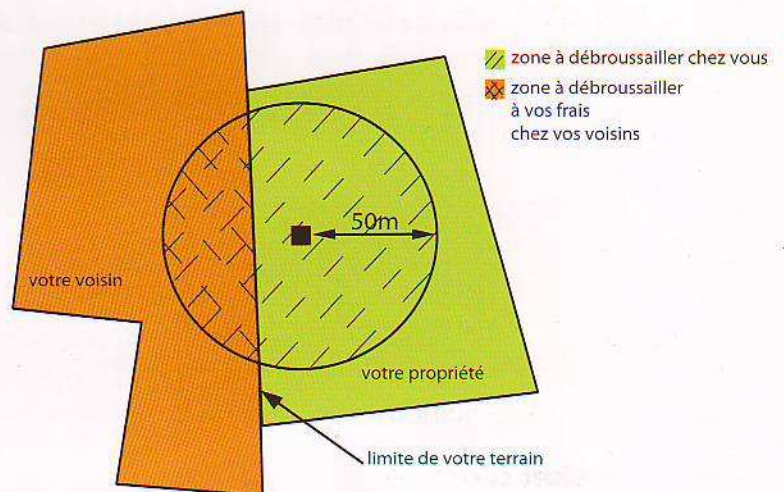 zone à débroussailler chez vous
zone à débroussailler
à vos frais
chez vos voisins
50m
votre voisin
votre propriété
limite de votre terrain